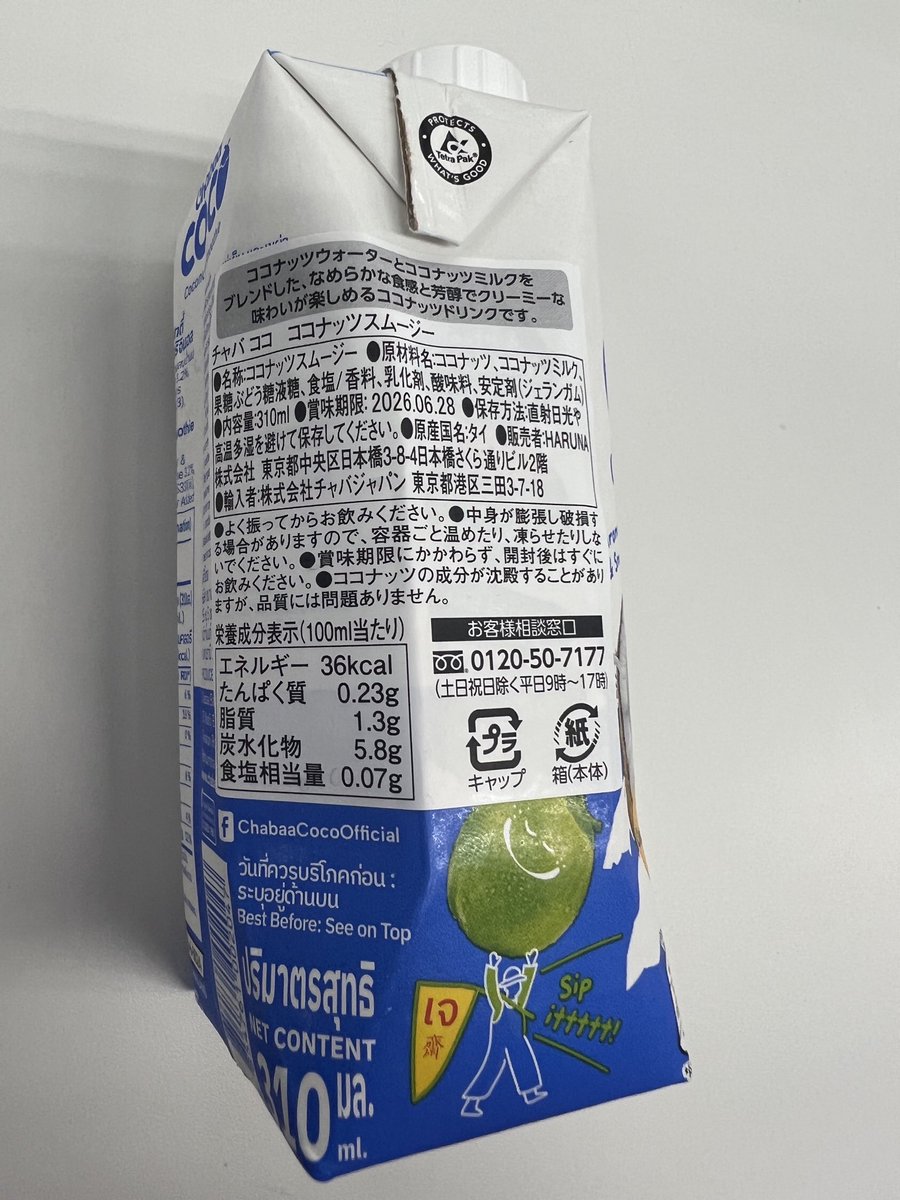 PROTECTS
Tetra Pak®
WHAT'S GOOD
COCO
ココナッツウォーターとココナッツミルクを
ブレンドした、なめらかな食感と芳醇でクリーミーな
味わいが楽しめるココナッツドリンクです。
チャバ ココ ココナッツスムージー
●名称:ココナッツスムージー ●原材料名:ココナッツ、ココナッツミルク、
果糖ぶどう糖液糖、食塩/香料、乳化剤、酸味料、安定剤(ジェランガム)
●内容量:310ml ●賞味期限: 2026.06.28 ●保存方法:直射日光や
高温多湿を避けて保存してください。●原産国名:タイ ●販売者:HARUNA
株式会社 東京都中央区日本橋3-8-4日本橋さくら通りビル2階
●輸入者:株式会社チャバジャパン 東京都港区三田3-7-18
●よく振ってからお飲みください。●中身が膨張し破損す
る場合がありますので、容器ごと温めたり、凍らせたりしな
いでください。●賞味期限にかかわらず、開封後はすぐに
お飲みください。●ココナッツの成分が沈殿することがあり
ますが、品質には問題ありません。
栄養成分表示(100ml当たり)
エネルギー 36kcal
たんぱく質 0.23g
脂質 1.3g
炭水化物 5.8g
食塩相当量 0.07g
お客様相談窓口
0120-50-7177
(土日祝日除く平日9時~17時)
プラ
キャップ
紙
箱(本体)
f ChabaaCocoOfficial
วันที่ควรบริโภคก่อน :
ระบุอยู่ด้านบน
Best Before: See on Top
ปริมาตรสุทธิ
NET CONTENT
310 มล.
ml.
เจ
齋
Sip
ittttt!